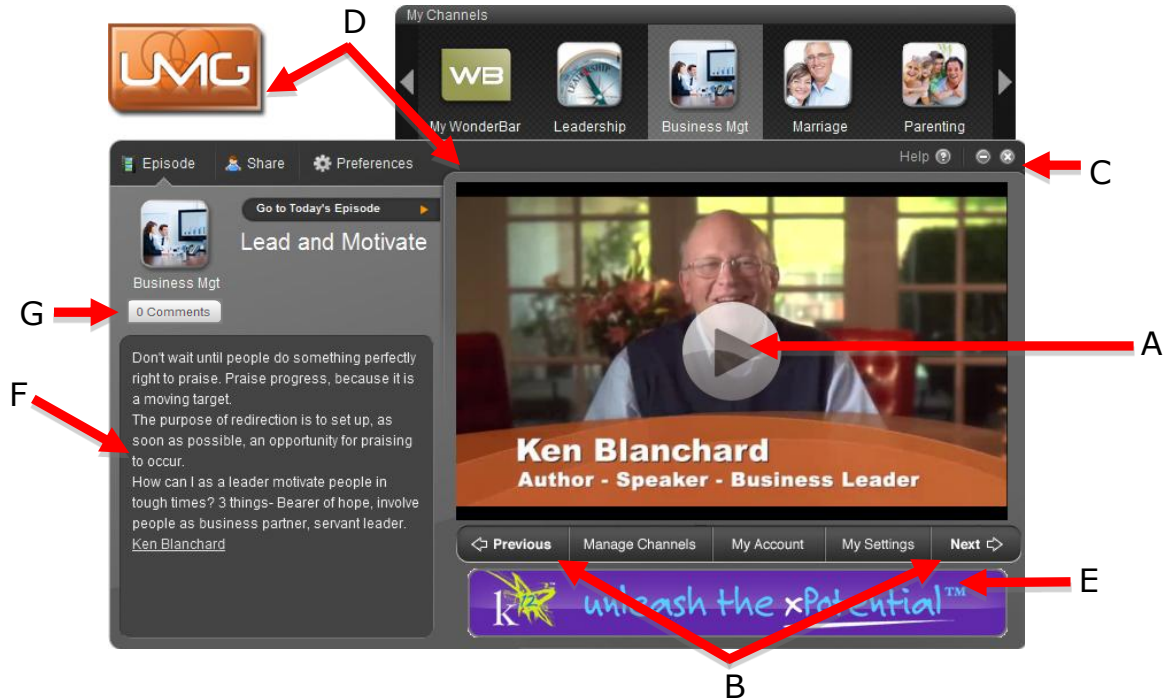 D
My Channels
UMG
WB
LEADERSHIP
My WonderBar
Leadership
Business Mgt
Marriage
Parenting
Episode
Share
Preferences
Help ?
C
Go to Today's Episode
Lead and Motivate
Business Mgt
G
0 Comments
A
Don't wait until people do something perfectly
right to praise. Praise progress, because it is
a moving target.
The purpose of redirection is to set up, as
soon as possible, an opportunity for praising
to occur.
How can I as a leader motivate people in
tough times? 3 things- Bearer of hope, involve
people as business partner, servant leader.
Ken Blanchard
F
Ken Blanchard
Author - Speaker - Business Leader
Previous
Manage Channels
My Account
My Settings
Next
k12 unleash the xPotential™
E
B